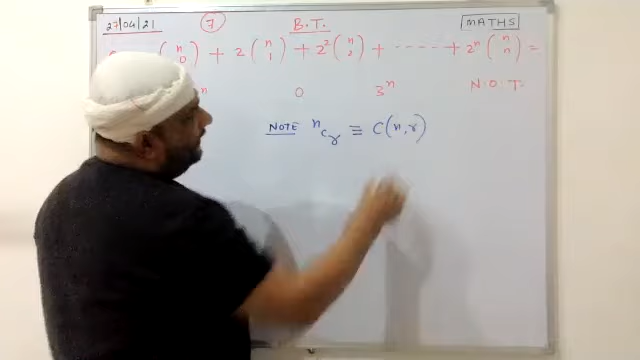 27/04/21 7 B.T. MATHS
(n 0) + 2 (n 1) + 2² (n 2) + ------ + 2ⁿ (n n) =
n 0 3ⁿ N.O.T.
NOTE ⁿCᵣ ≡ C(n,r)